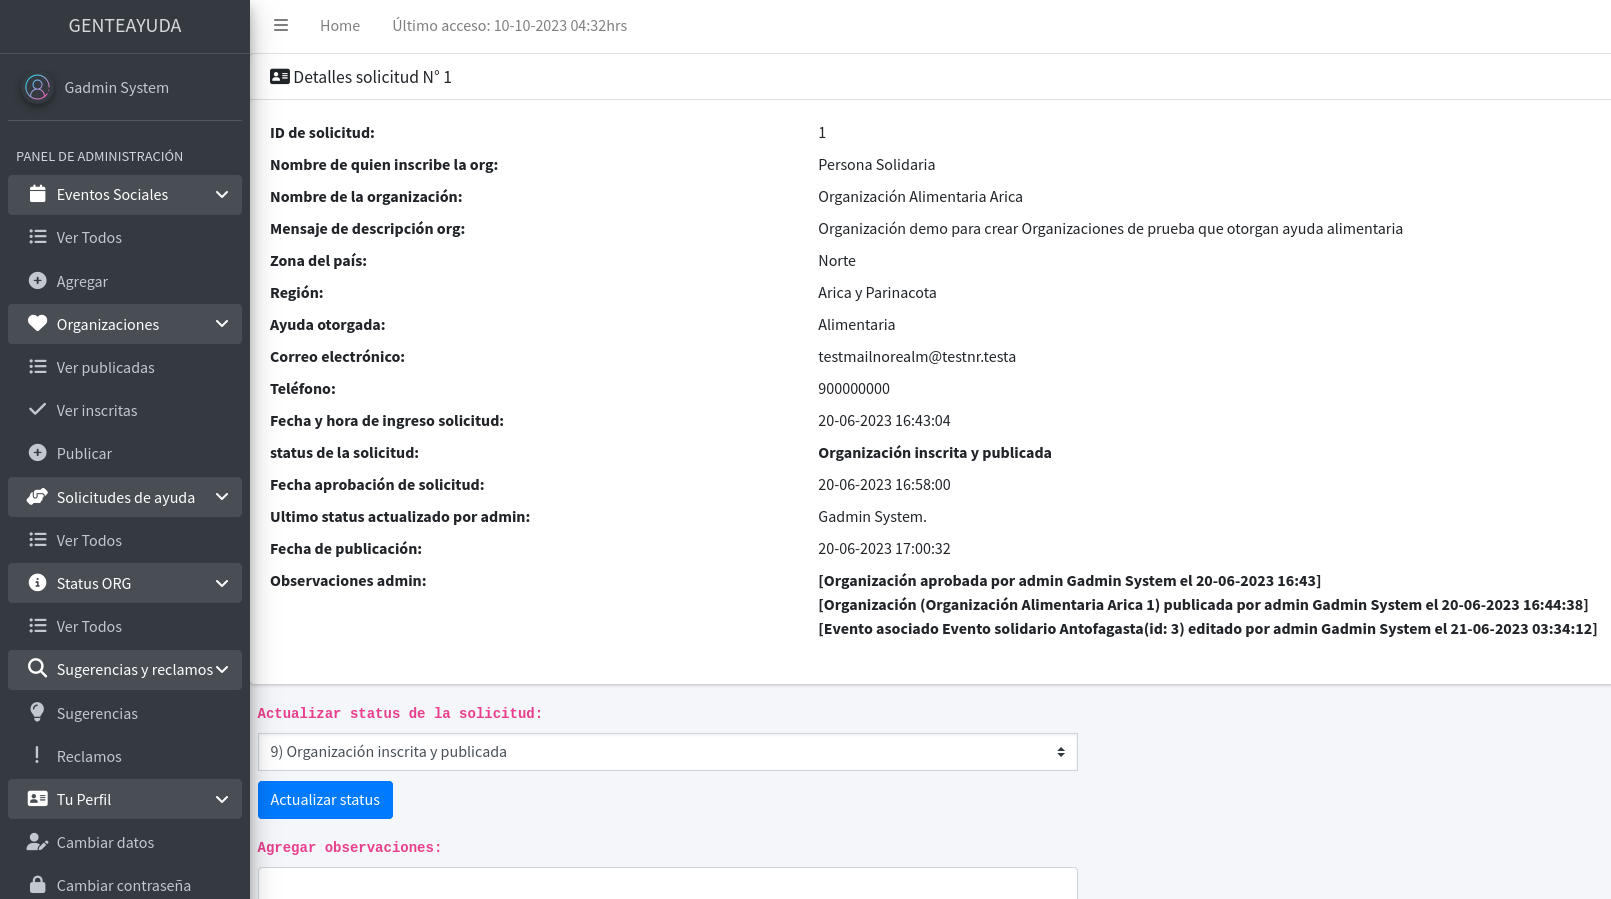 GENTEAYUDA
Home
Último acceso: 10-10-2023 04:32hrs
Gadmin System
PANEL DE ADMINISTRACIÓN
Eventos Sociales
Ver Todos
Agregar
Organizaciones
Ver publicadas
Ver inscritas
Publicar
Solicitudes de ayuda
Ver Todos
Status ORG
Ver Todos
Sugerencias y reclamos
Sugerencias
Reclamos
Tu Perfil
Cambiar datos
Cambiar contraseña
Detalles solicitud N° 1
ID de solicitud: 1
Nombre de quien inscribe la org: Persona Solidaria
Nombre de la organización: Organización Alimentaria Arica
Mensaje de descripción org: Organización demo para crear Organizaciones de prueba que otorgan ayuda alimentaria
Zona del país: Norte
Región: Arica y Parinacota
Ayuda otorgada: Alimentaria
Correo electrónico: testmailnorealm@testnr.testa
Teléfono: 900000000
Fecha y hora de ingreso solicitud: 20-06-2023 16:43:04
status de la solicitud: Organización inscrita y publicada
Fecha aprobación de solicitud: 20-06-2023 16:58:00
Ultimo status actualizado por admin: Gadmin System.
Fecha de publicación: 20-06-2023 17:00:32
Observaciones admin: [Organización aprobada por admin Gadmin System el 20-06-2023 16:43]
[Organización (Organización Alimentaria Arica 1) publicada por admin Gadmin System el 20-06-2023 16:44:38]
[Evento asociado Evento solidario Antofagasta(id: 3) editado por admin Gadmin System el 21-06-2023 03:34:12]
Actualizar status de la solicitud:
9) Organización inscrita y publicada
Actualizar status
Agregar observaciones: